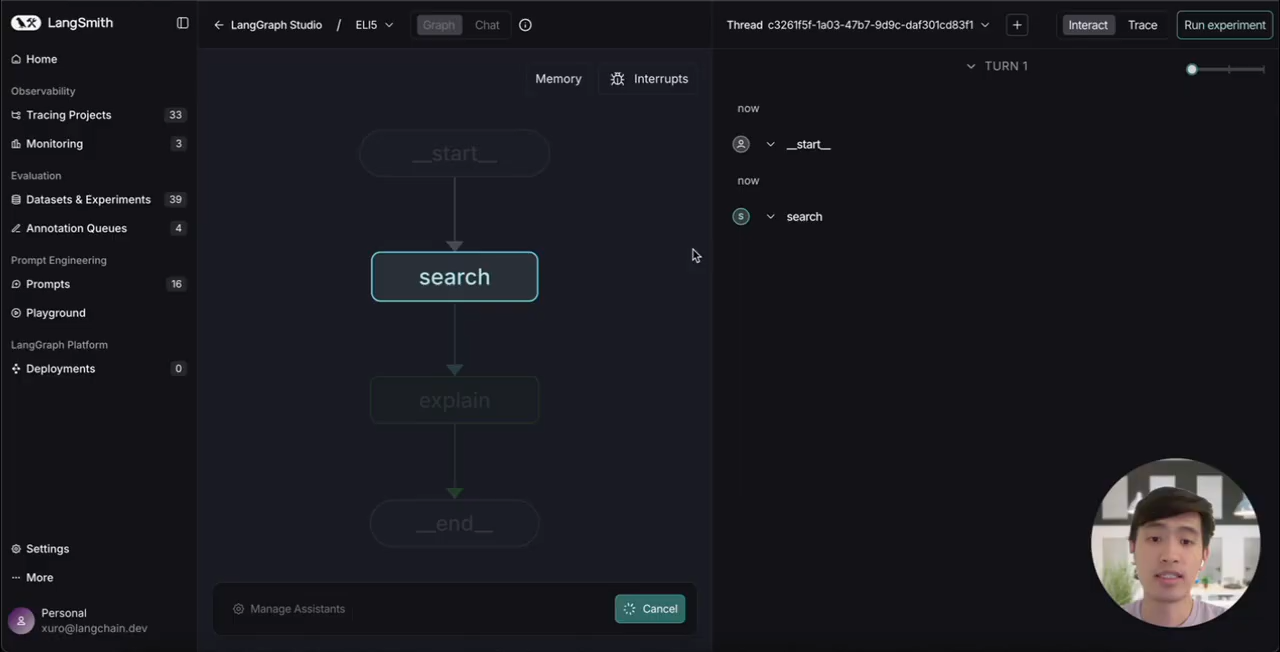 LangSmith
Home
Observability
Tracing Projects 33
Monitoring 3
Evaluation
Datasets & Experiments 39
Annotation Queues 4
Prompt Engineering
Prompts 16
Playground
LangGraph Platform
Deployments 0
Settings
More
Personal
xuro@langchain.dev
LangGraph Studio / ELI5
Graph Chat
Memory Interrupts
__start__
search
explain
__end__
Manage Assistants Cancel
Thread c3261f5f-1a03-47b7-9d9c-daf301cd83f1 + Interact Trace Run experiment
TURN 1
now
__start__
now
S search